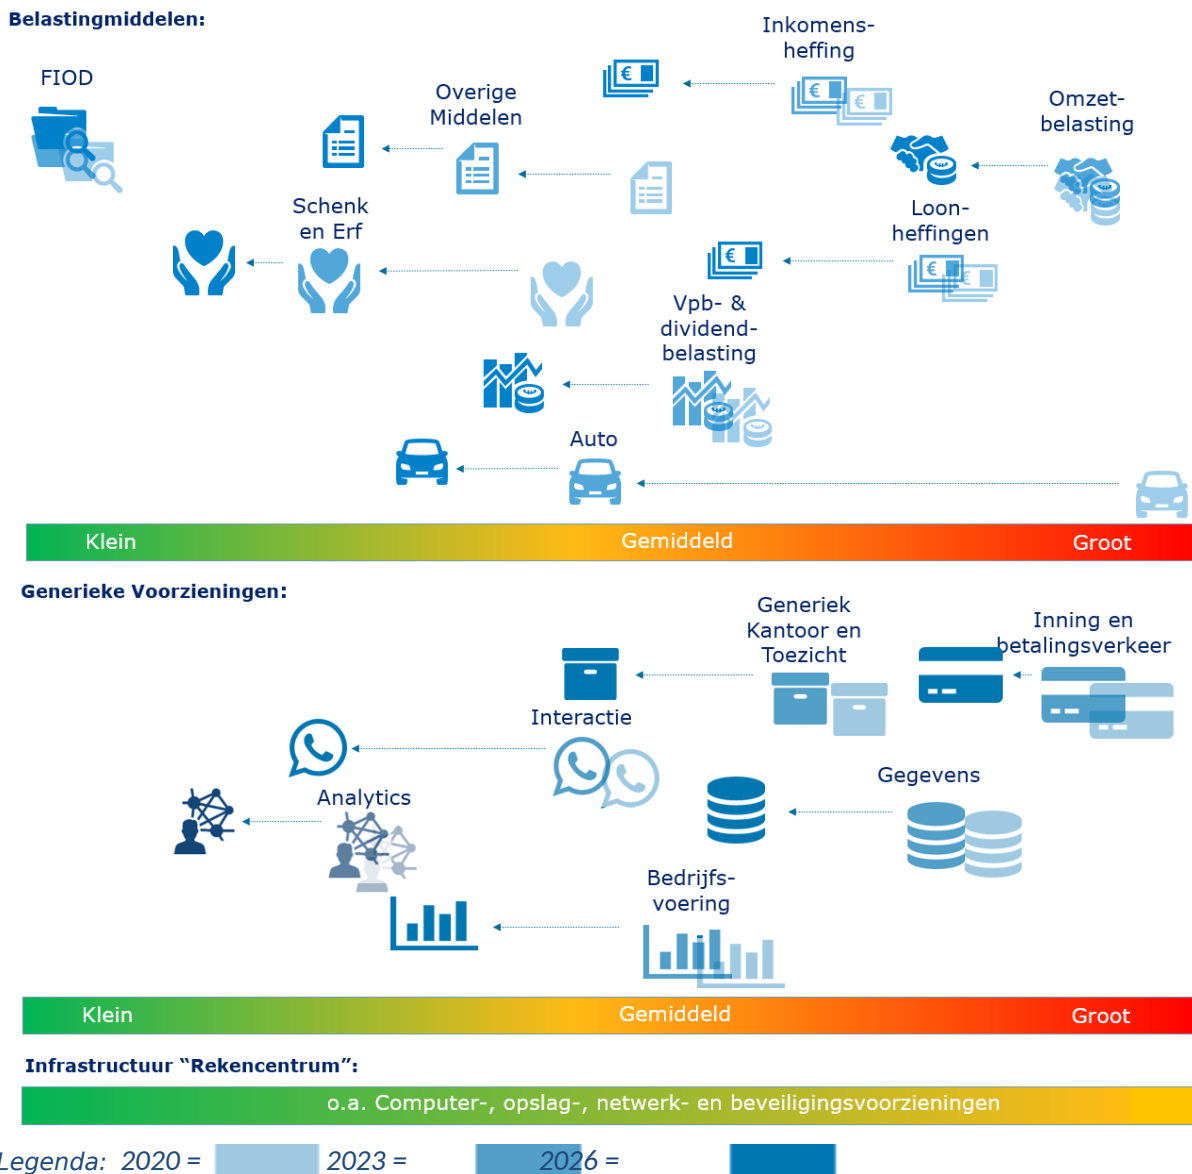 Belastingmiddelen:
Inkomens-
heffing
FIOD
Overige
Middelen
Omzet-
belasting
Schenk
en Erf
Loon-
heffingen
Vpb- &
dividend-
belasting
Auto
Klein
Gemiddeld
Groot
Generieke Voorzieningen:
Generiek
Kantoor en
Toezicht
Inning en
betalingsverkeer
Interactie
Gegevens
Analytics
Bedrijfs-
voering
Klein
Gemiddeld
Groot
Infrastructuur “Rekencentrum”:
o.a. Computer-, opslag-, netwerk- en beveiligingsvoorzieningen
Legenda: 2020 = 2023 = 2026 =